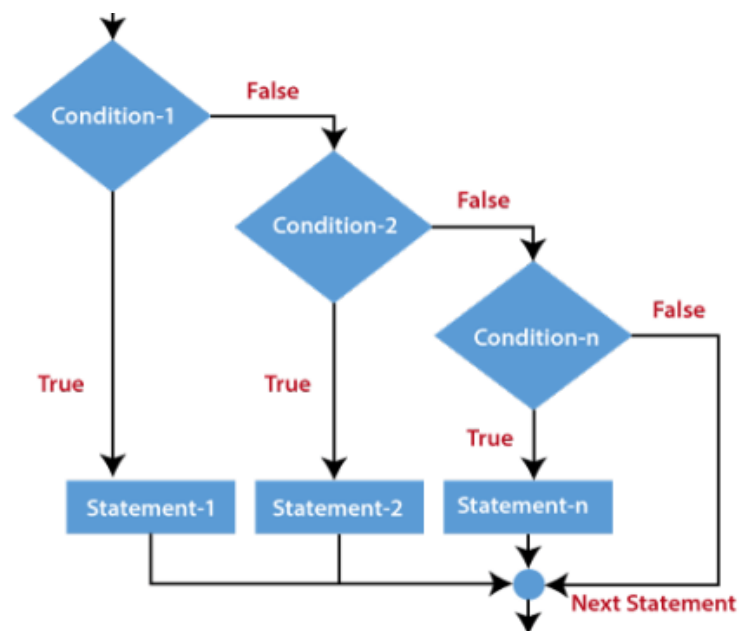 Condition-1
False
Condition-2
False
Condition-n
False
True
True
True
Statement-1
Statement-2
Statement-n
Next Statement